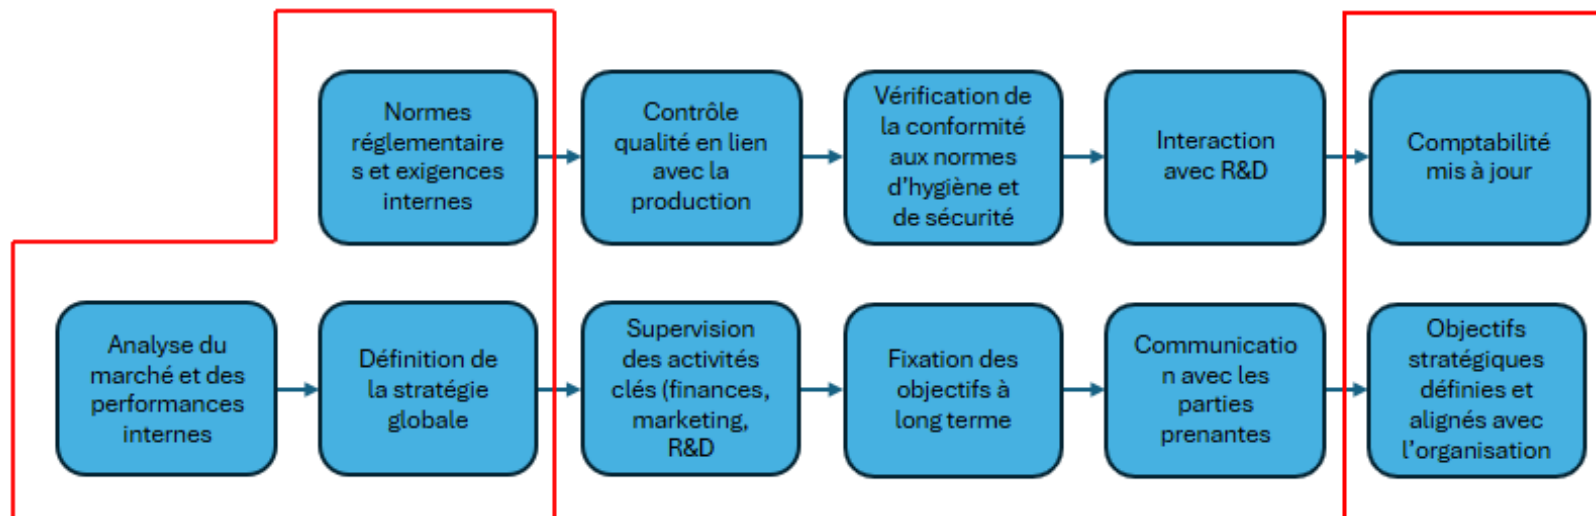 Normes
réglementaire
s et exigences
internes
Contrôle
qualité en lien
avec la
production
Vérification de
la conformité
aux normes
d’hygiène et
de sécurité
Interaction
avec R&D
Comptabilité
mis à jour
Analyse du
marché et des
performances
internes
Définition de
la stratégie
globale
Supervision
des activités
clés (finances,
marketing,
R&D
Fixation des
objectifs à
long terme
Communicatio
n avec les
parties
prenantes
Objectifs
stratégiques
définies et
alignés avec
l’organisation